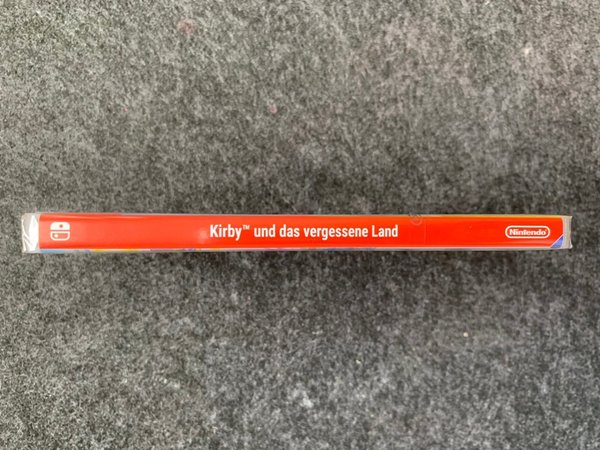 Kirby™ und das vergessene Land
Nintendo